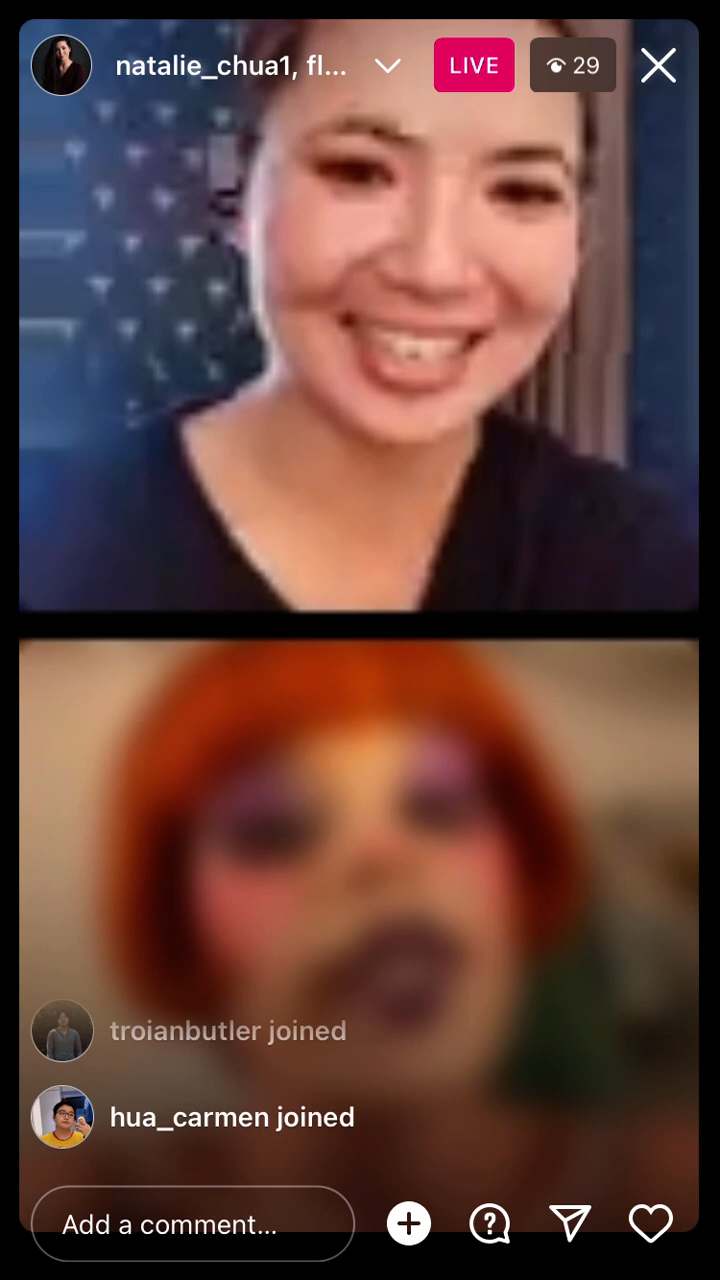 natalie_chua1, fl... LIVE 29
troianbutler joined
hua_carmen joined
Add a comment...